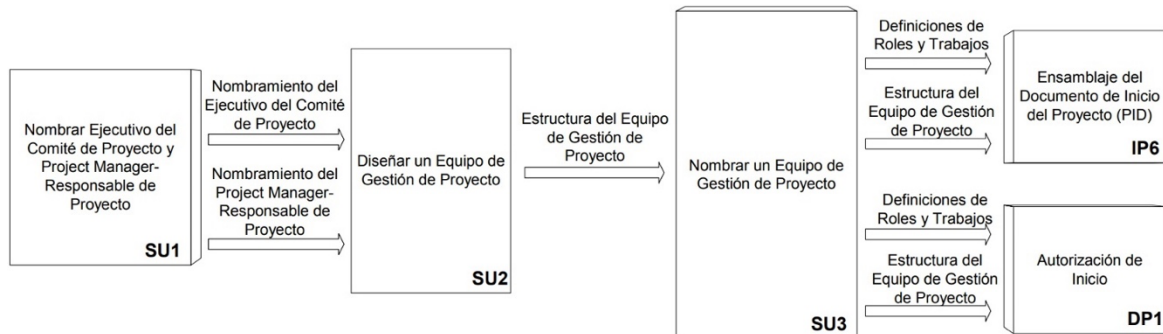 Nombrar Ejecutivo del
Comité de Proyecto y
Project Manager-
Responsable de
Proyecto
SU1
Nombramiento del
Ejecutivo del Comité
de Proyecto
Nombramiento del
Project Manager-
Responsable de
Proyecto
Diseñar un Equipo de
Gestión de Proyecto
SU2
Estructura del Equipo
de Gestión de
Proyecto
Nombrar un Equipo de
Gestión de Proyecto
SU3
Definiciones de
Roles y Trabajos
Estructura del
Equipo de Gestión
de Proyecto
Ensamblaje del
Documento de Inicio
del Proyecto (PID)
IP6
Definiciones de
Roles y Trabajos
Estructura del
Equipo de Gestión
de Proyecto
Autorización de
Inicio
DP1